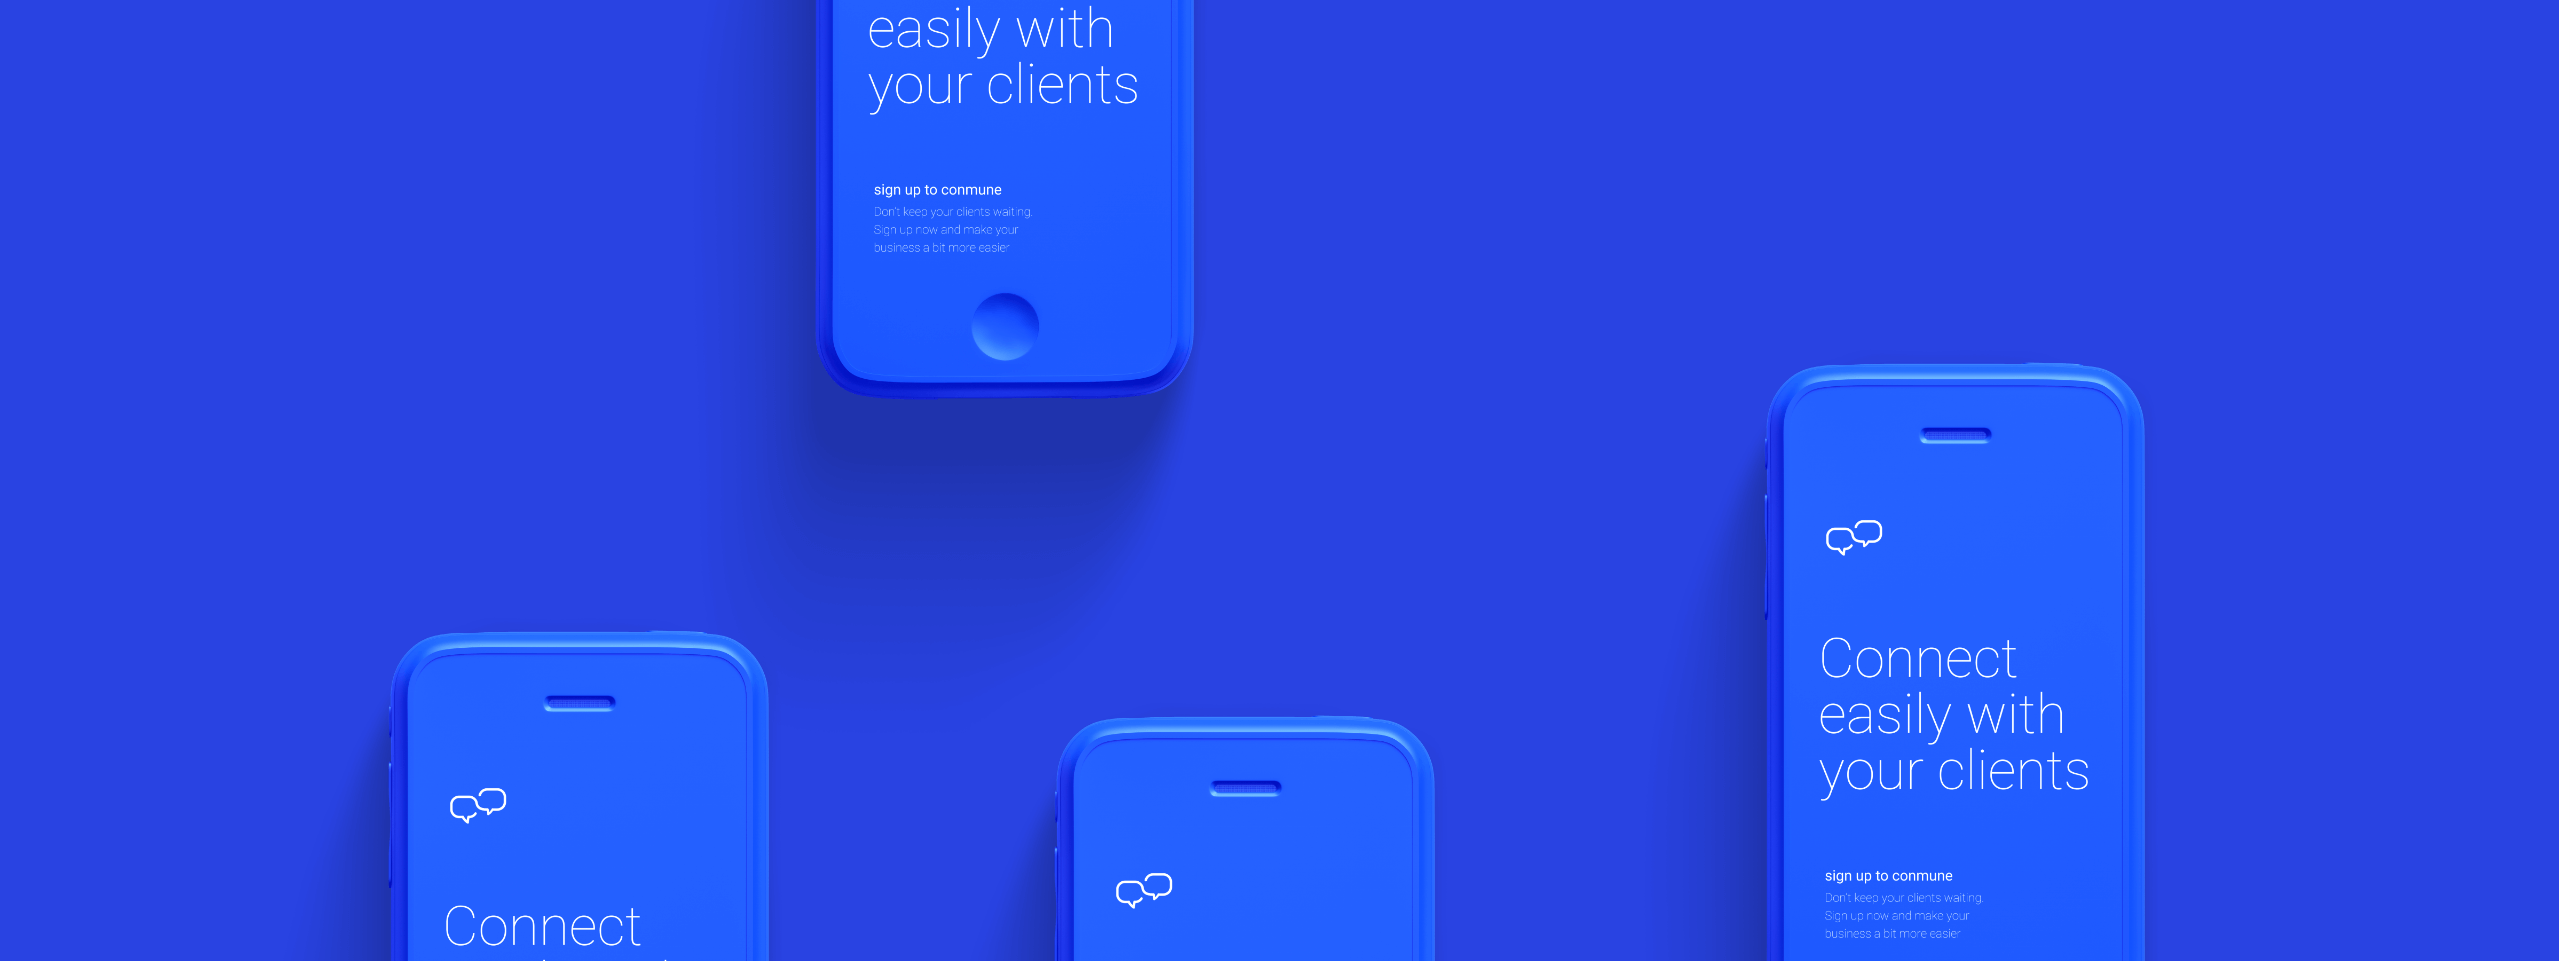 easily with
your clients
sign up to conmune
Don't keep your clients waiting.
Sign up now and make your
business a bit more easier
Connect
Connect
easily with
your clients
sign up to conmune
Don't keep your clients waiting.
Sign up now and make your
business a bit more easier